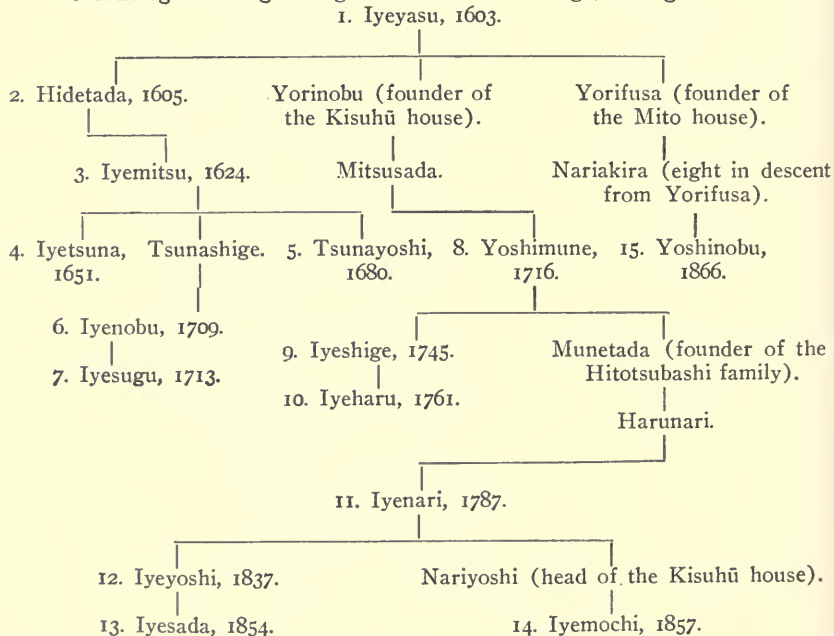 1. Iyeyasu, 1603.
2. Hidetada, 1605.
Yorinobu (founder of
the Kisuhū house).
Yorifusa (founder of
the Mito house).
3. Iyemitsu, 1624.
Mitsusada.
Nariakira (eight in descent
from Yorifusa).
4. Iyetsuna,
1651.
Tsunashige.
5. Tsunayoshi,
1680.
8. Yoshimune,
1716.
15. Yoshinobu,
1866.
6. Iyenobu, 1709.
7. Iyesugu, 1713.
9. Iyeshige, 1745.
10. Iyeharu, 1761.
Munetada (founder of the
Hitotsubashi family).
Harunari.
11. Iyenari, 1787.
12. Iyeyoshi, 1837.
Nariyoshi (head of the Kisuhū house).
13. Iyesada, 1854.
14. Iyemochi, 1857.